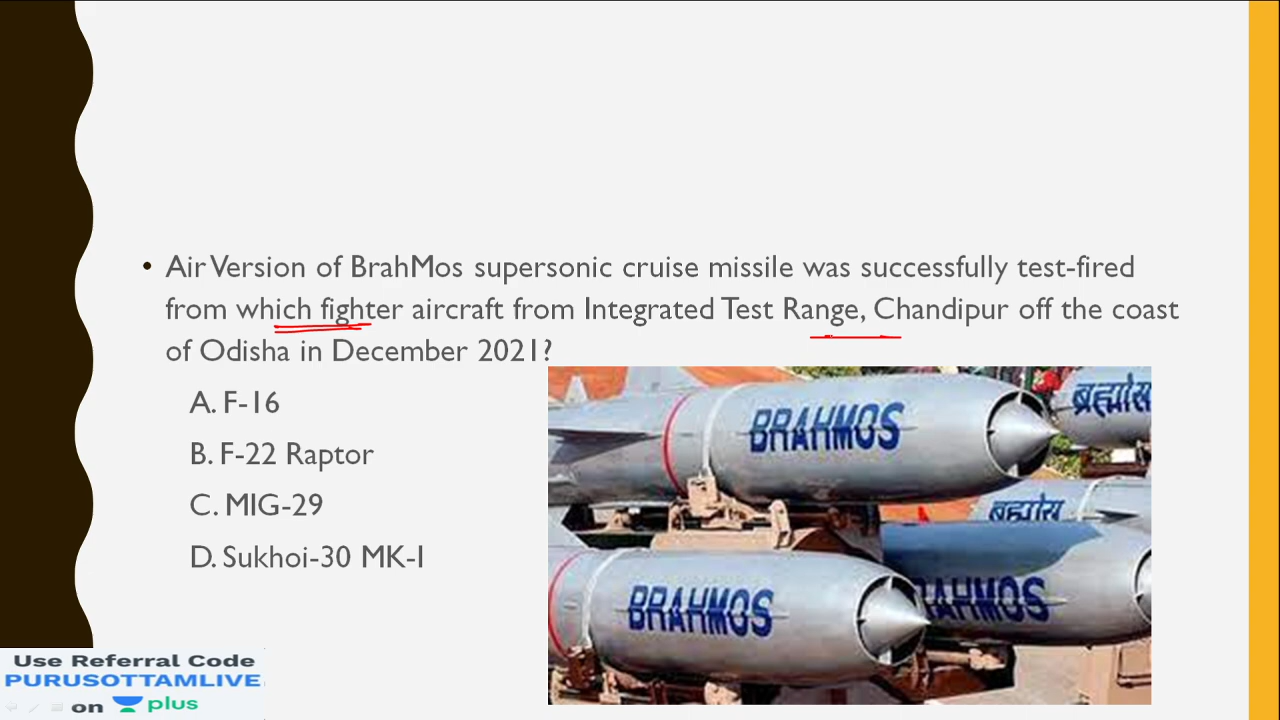 • Air Version of BrahMos supersonic cruise missile was successfully test-fired
from which fighter aircraft from Integrated Test Range, Chandipur off the coast
of Odisha in December 2021?
A. F-16
B. F-22 Raptor
C. MIG-29
D. Sukhoi-30 MK-I
BRAHMOS
ब्रह्मोस
ब्रह्मोस
BRAHMOS
RAHMOS
Use Referral Code
PURUSOTTAMLIVE
on plus